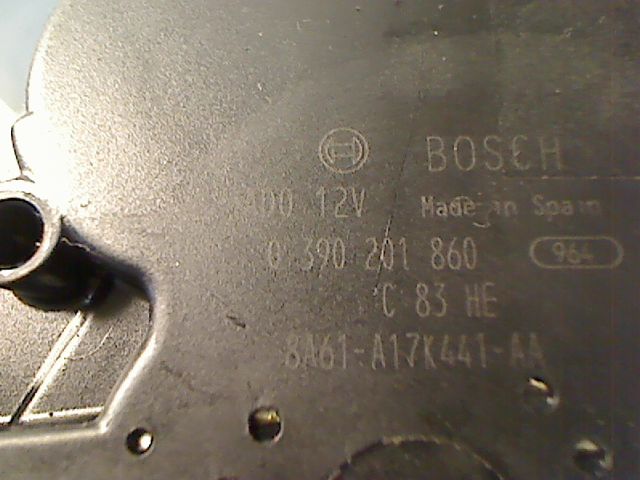 BOSCH
12V Made in Spain
0 390 201 860 964
C 83 HE
8A61-A17K441-AA